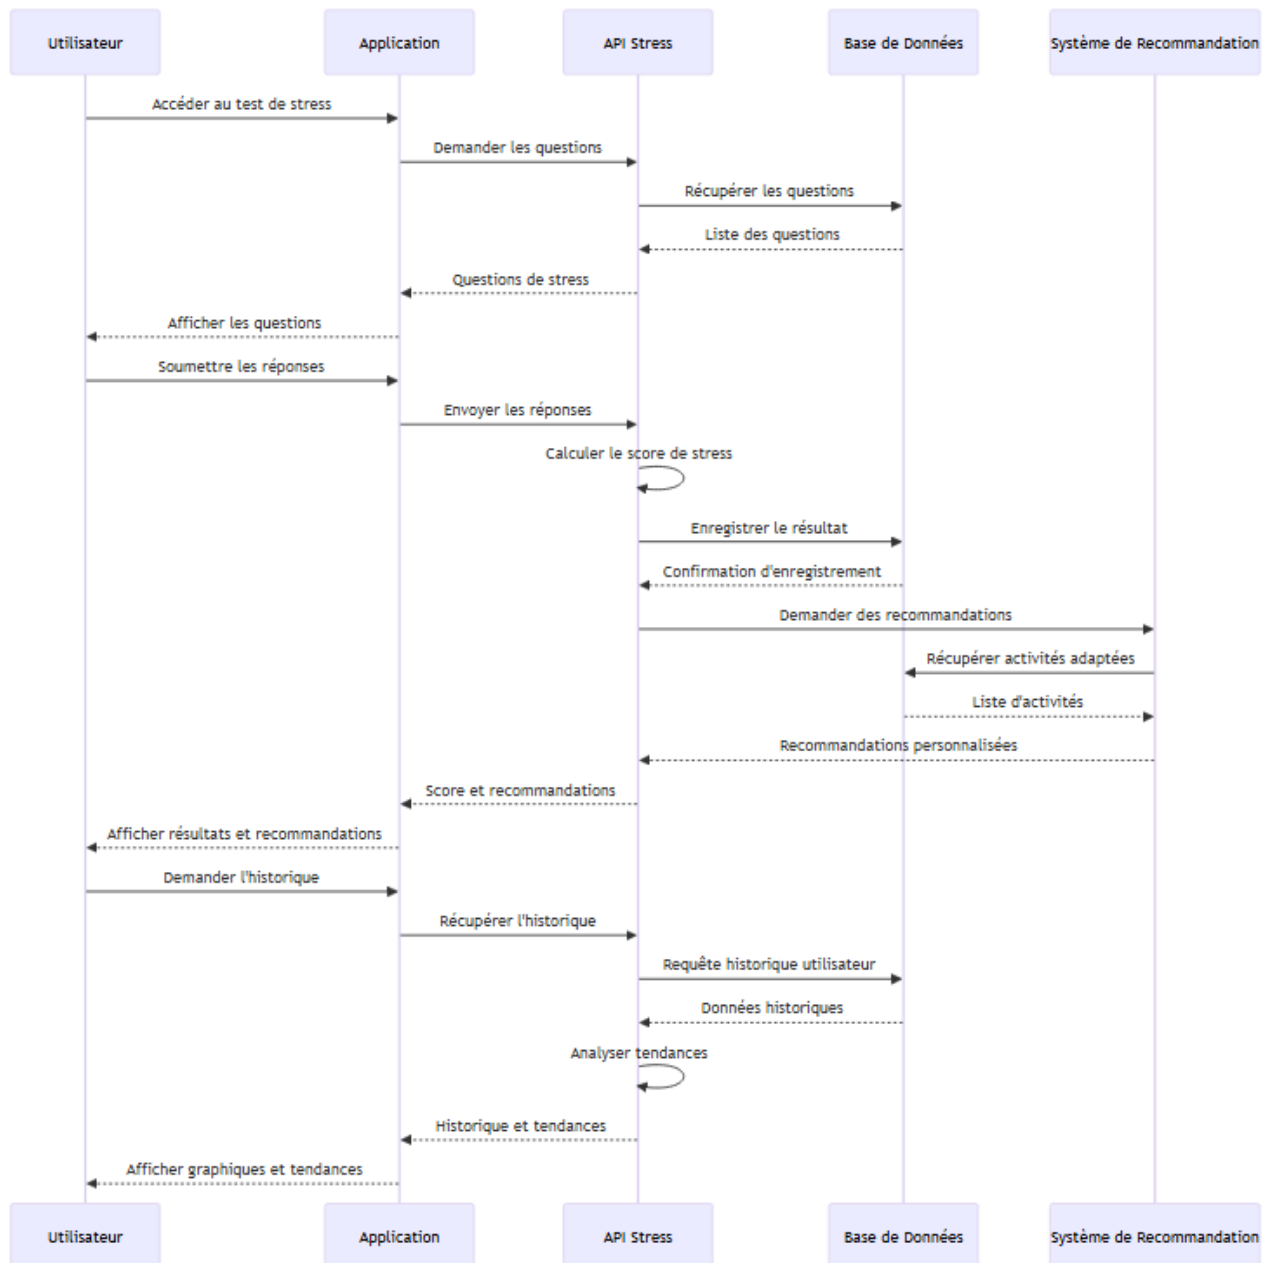 Utilisateur
Application
API Stress
Base de Données
Système de Recommandation
Accéder au test de stress
Demander les questions
Récupérer les questions
Liste des questions
Questions de stress
Afficher les questions
Soumettre les réponses
Envoyer les réponses
Calculer le score de stress
Enregistrer le résultat
Confirmation d'enregistrement
Demander des recommandations
Récupérer activités adaptées
Liste d'activités
Recommandations personnalisées
Score et recommandations
Afficher résultats et recommandations
Demander l'historique
Récupérer l'historique
Requête historique utilisateur
Données historiques
Analyser tendances
Historique et tendances
Afficher graphiques et tendances
Utilisateur
Application
API Stress
Base de Données
Système de Recommandation